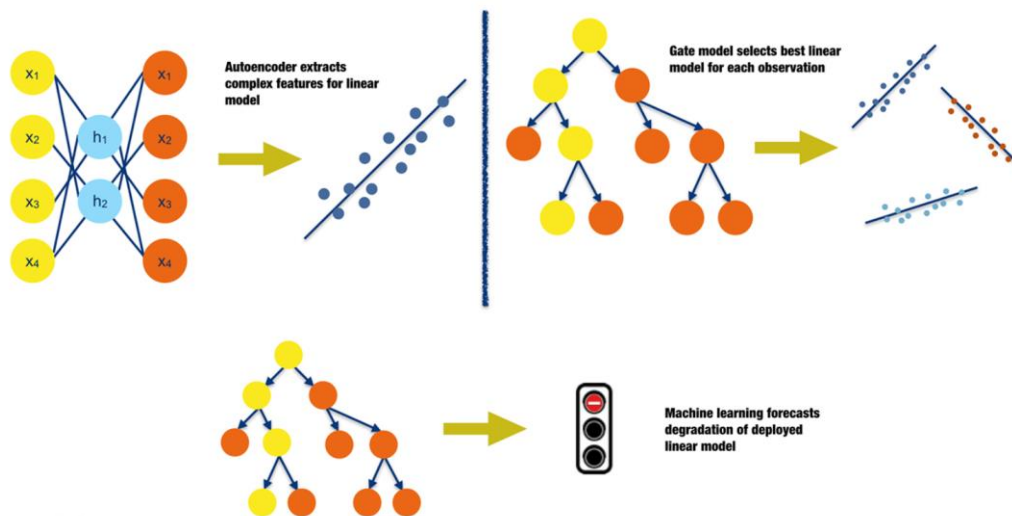 x1
x2
x3
x4
h1
h2
x1
x2
x3
x4
Autoencoder extracts
complex features for linear
model
Gate model selects best linear
model for each observation
Machine learning forecasts
degradation of deployed
linear model